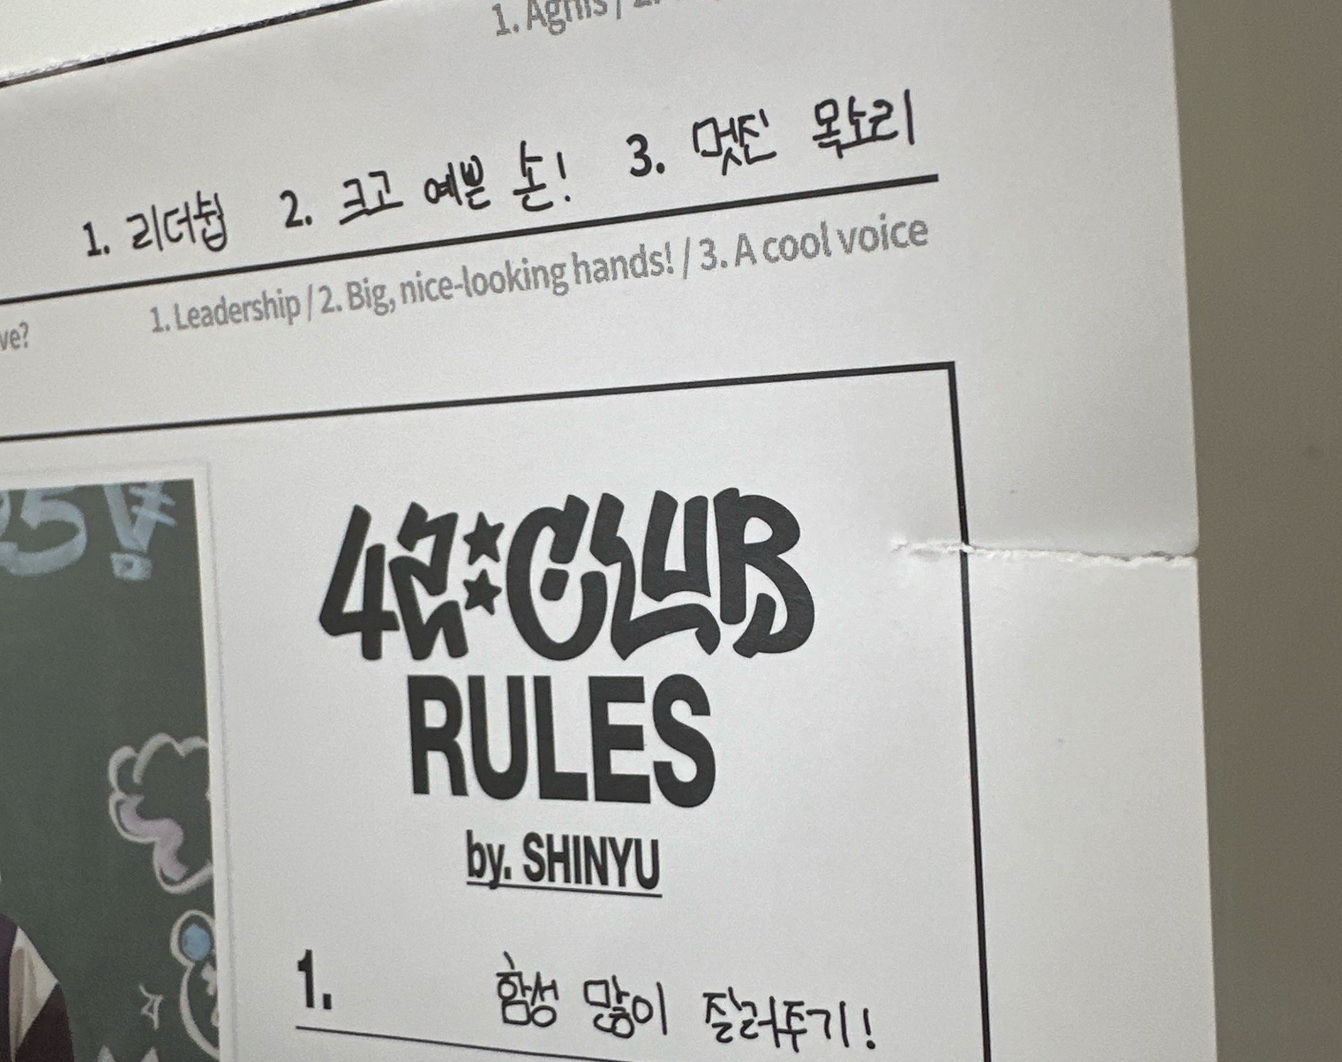 1. Agnis /
1. 리더쉽 2. 크고 예쁜 손! 3. 멋진 목소리
ve? 1. Leadership / 2. Big, nice-looking hands! / 3. A cool voice
42:CLUB
RULES
by. SHINYU
1. 함성 많이 질러주기!